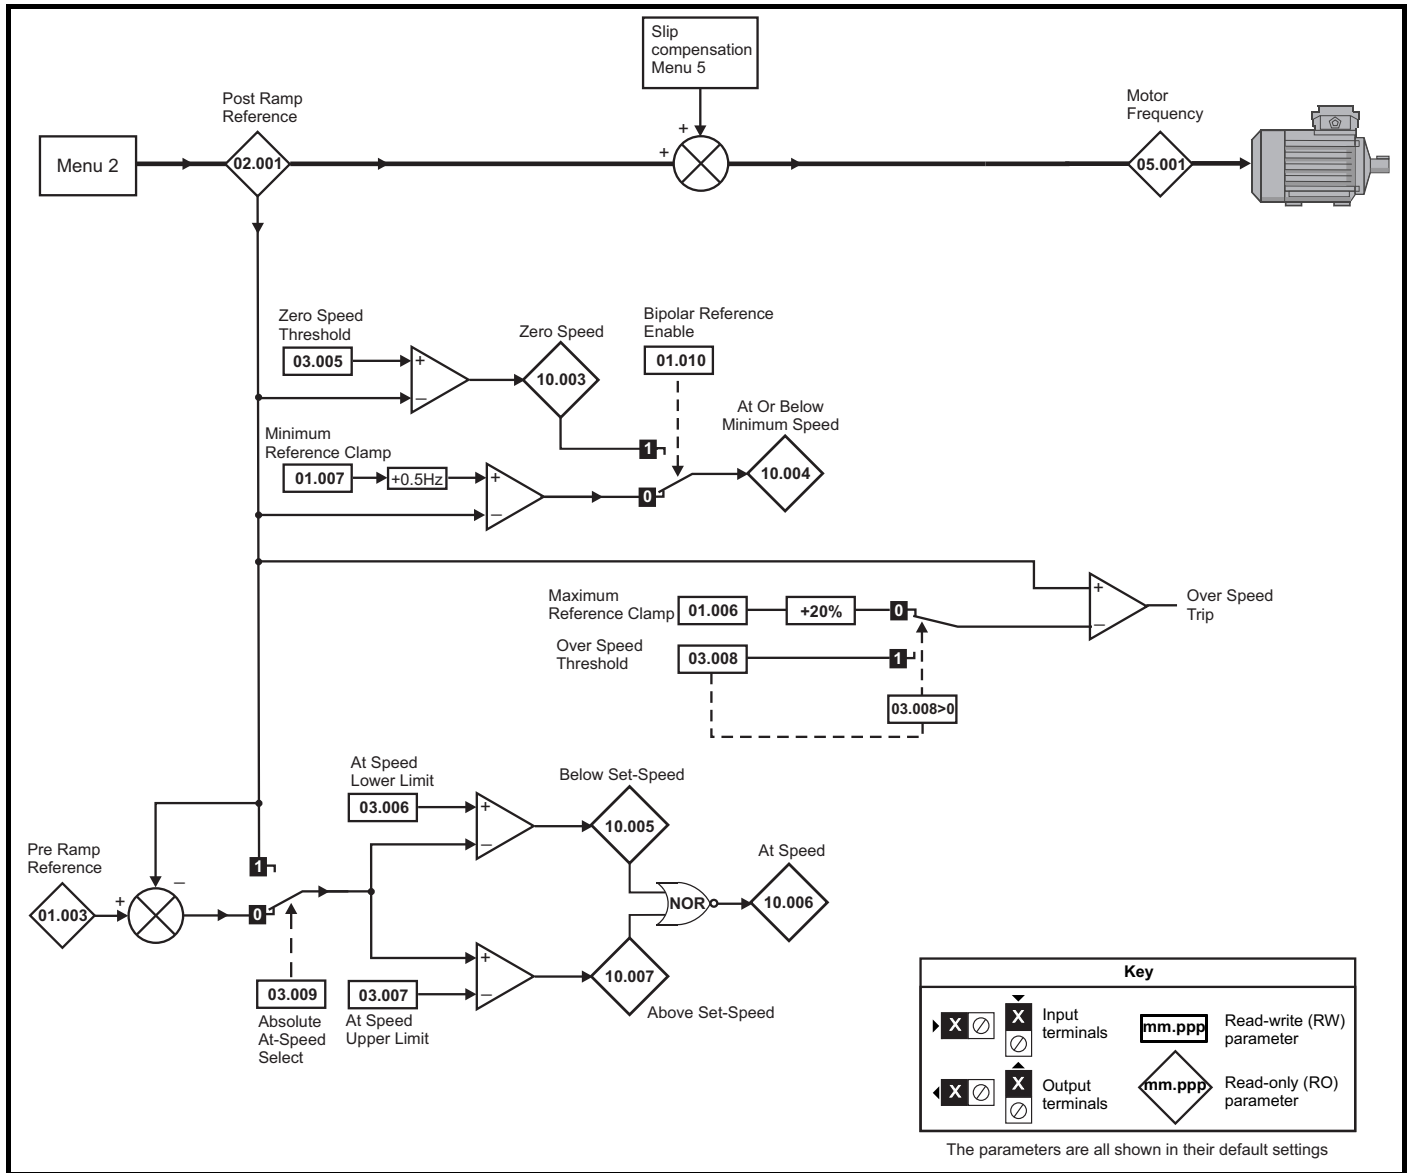 Slip
compensation
Menu 5
Post Ramp
Reference
Motor
Frequency
Menu 2
02.001
+
+
05.001
Zero Speed
Threshold
03.005
+
–
Zero Speed
10.003
Bipolar Reference
Enable
01.010
1
At Or Below
Minimum Speed
10.004
Minimum
Reference Clamp
01.007
+0.5Hz
+
–
0
Maximum
Reference Clamp
01.006
+20%
0
+
–
Over Speed
Trip
Over Speed
Threshold
03.008
1
03.008>0
At Speed
Lower Limit
03.006
+
–
Below Set-Speed
10.005
Pre Ramp
Reference
01.003
+
–
1
0
NOR
At Speed
10.006
03.009
Absolute
At-Speed
Select
03.007
At Speed
Upper Limit
+
–
10.007
Above Set-Speed
Key
X
X
Input
terminals
mm.ppp
Read-write (RW)
parameter
X
X
Output
terminals
mm.ppp
Read-only (RO)
parameter
The parameters are all shown in their default settings